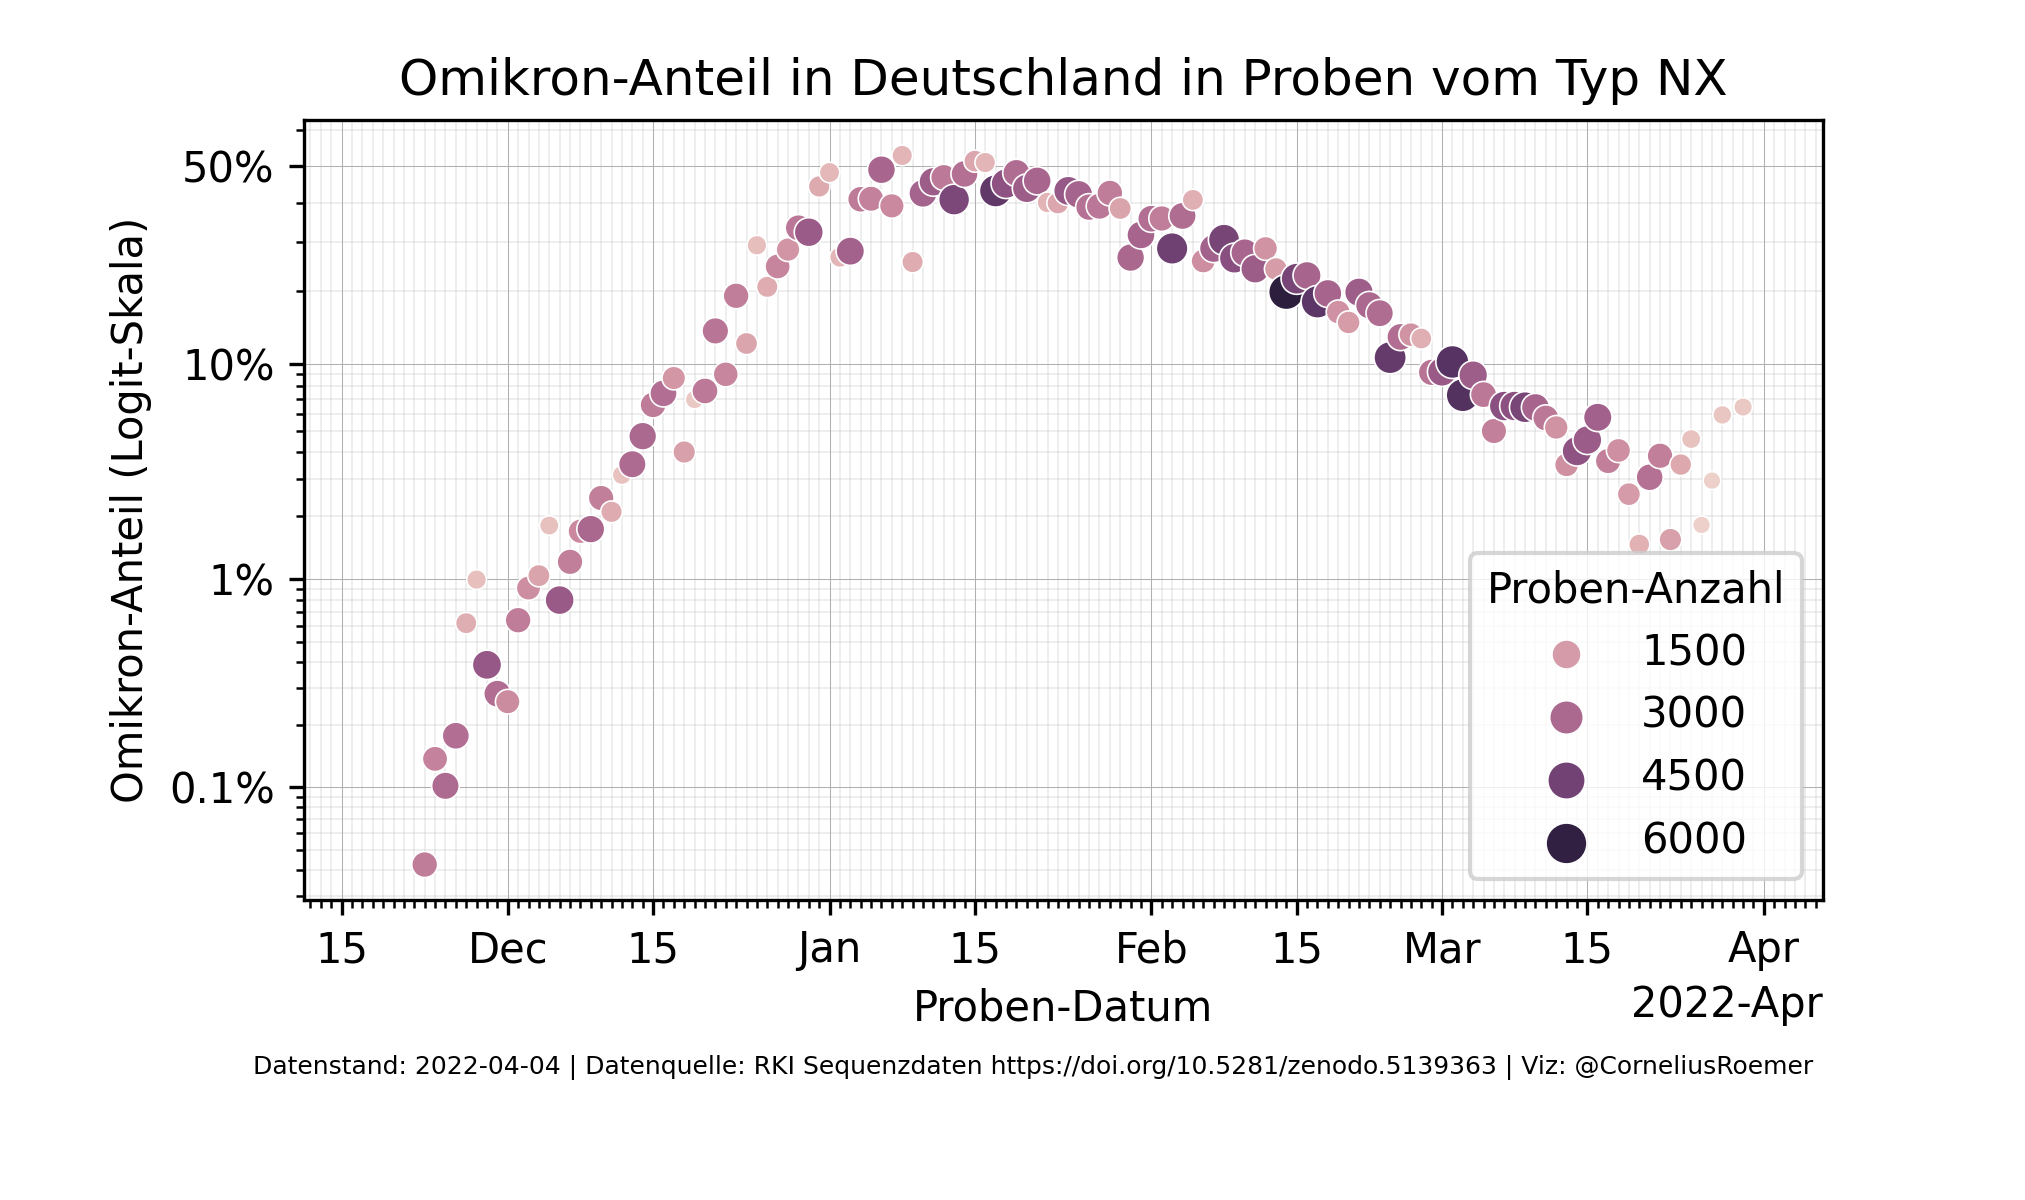 Omikron-Anteil in Deutschland in Proben vom Typ NX
Omikron-Anteil (Logit-Skala)
50%
10%
1%
0.1%
Proben-Anzahl
1500
3000
4500
6000
15 Dec 15 Jan 15 Feb 15 Mar 15 Apr
Proben-Datum
2022-Apr
Datenstand: 2022-04-04 | Datenquelle: RKI Sequenzdaten https://doi.org/10.5281/zenodo.5139363 | Viz: @CorneliusRoemer